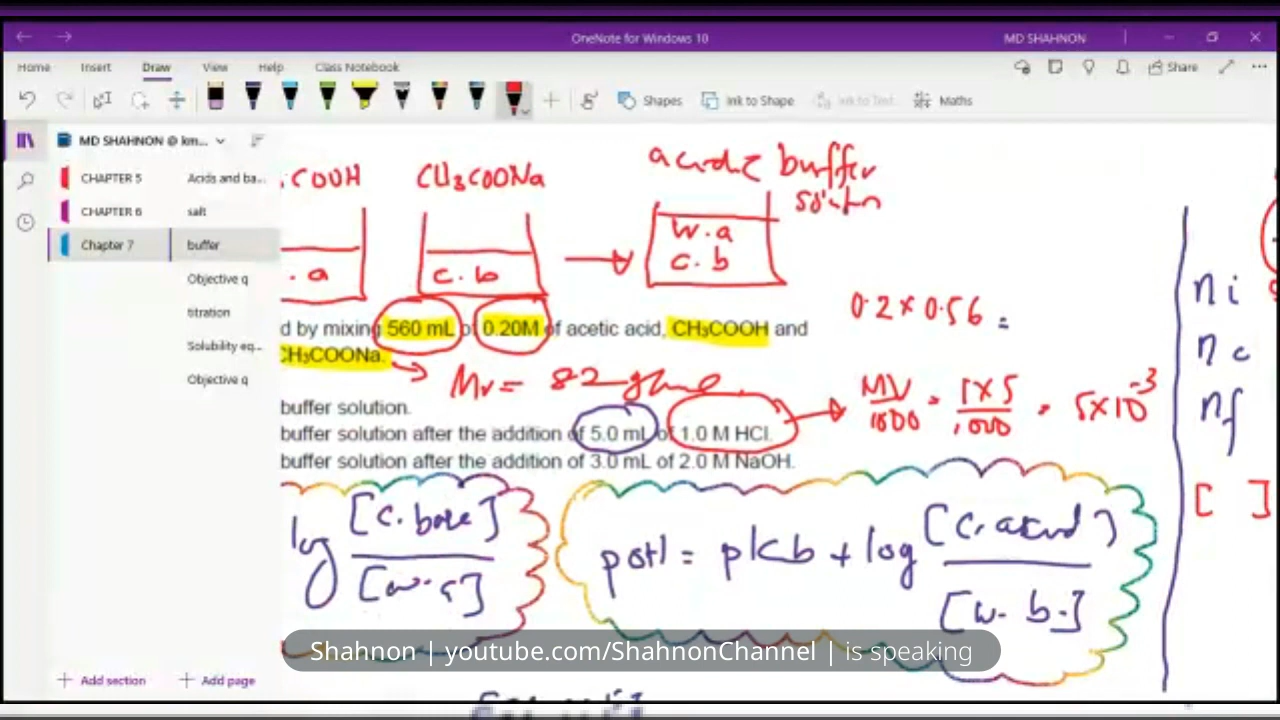 OneNote for Windows 10
MD SHAHNON
Home Insert Draw View Help Class Notebook
Share
Shapes Ink to Shape Ink to Text Maths
MD SHAHNON @ km...
CHAPTER 5
CHAPTER 6
Chapter 7
Acids and ba...
salt
buffer
Objective q
titration
Solubility eq...
Objective q
Add section Add page
COOH CH3COONa acidic buffer
w.a
c.b
. a c.b
0.2 × 0.56 =
d by mixing 560 mL of 0.20M of acetic acid, CH₃COOH and
CH₃COONa.
Mr = 82
MV/1000 = 1 × 5/1000 = 5×10⁻³
buffer solution.
buffer solution after the addition of 5.0 mL of 1.0 M HCl.
buffer solution after the addition of 3.0 mL of 2.0 M NaOH.
log [c.base]/[w.a]
pOH = pKb + log [c.acid]/[w.b.]
ni
nc
nf
[ ]
Shahnon | youtube.com/ShahnonChannel | is speaking